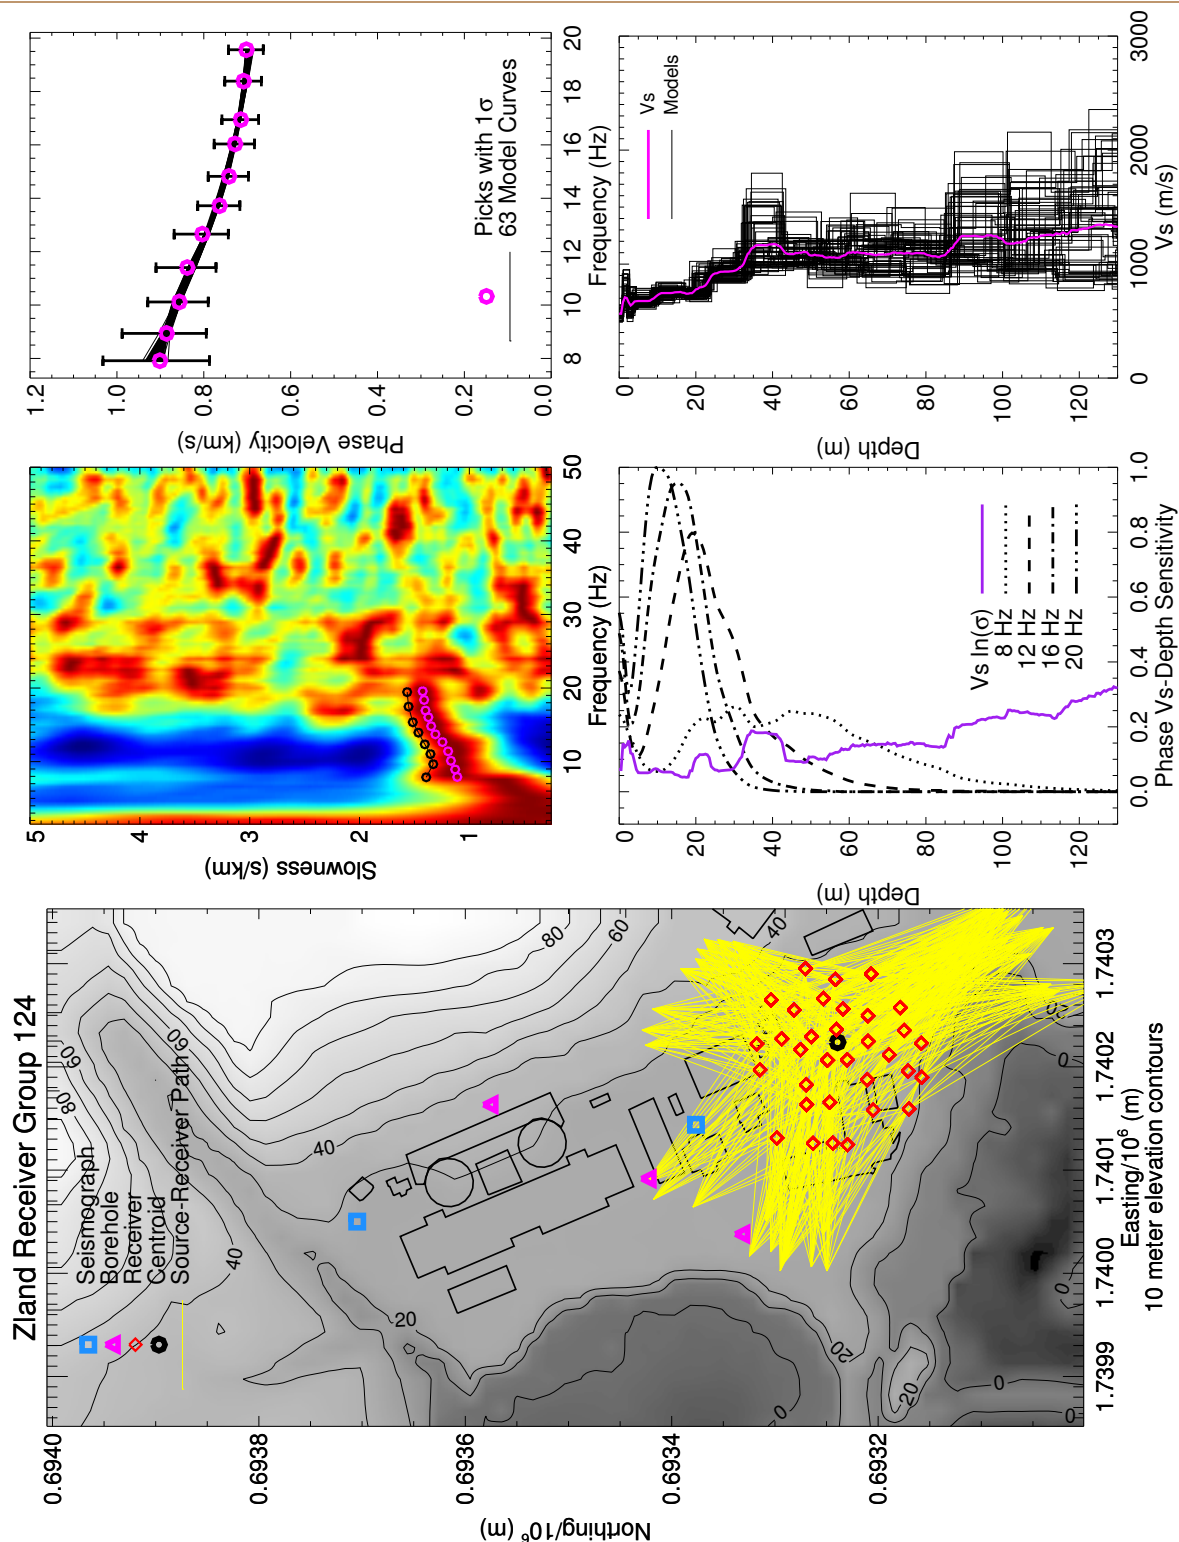 Zland Receiver Group 124
Seismograph
Borehole
Receiver
Centroid
Source-Receiver Path
80
60
60
40
40
80
60
40
20
20
20
20
0
0
0
0
0
0.6940
0.6938
0.6936
0.6934
0.6932
Northing/10⁶ (m)
1.7399
1.7400
1.7401
1.7402
1.7403
Easting/10⁶ (m)
10 meter elevation contours
5
4
3
2
1
Slowness (s/km)
10
20
30
40
50
Frequency (Hz)
1.2
1.0
0.8
0.6
0.4
0.2
0.0
Phase Velocity (km/s)
8
10
12
14
16
18
20
Frequency (Hz)
Picks with 1σ
63 Model Curves
0
20
40
60
80
100
120
Depth (m)
0.0
0.2
0.4
0.6
0.8
1.0
Phase Vs-Depth Sensitivity
Vs ln(σ)
8 Hz
12 Hz
16 Hz
20 Hz
0
20
40
60
80
100
120
Depth (m)
0
1000
2000
3000
Vs (m/s)
Vs
Models